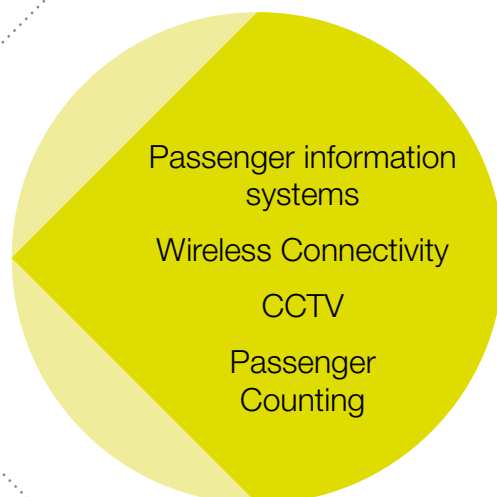 Passenger information
systems
Wireless Connectivity
CCTV
Passenger
Counting